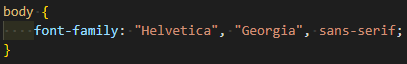 body {
    font-family: "Helvetica", "Georgia", sans-serif;
}